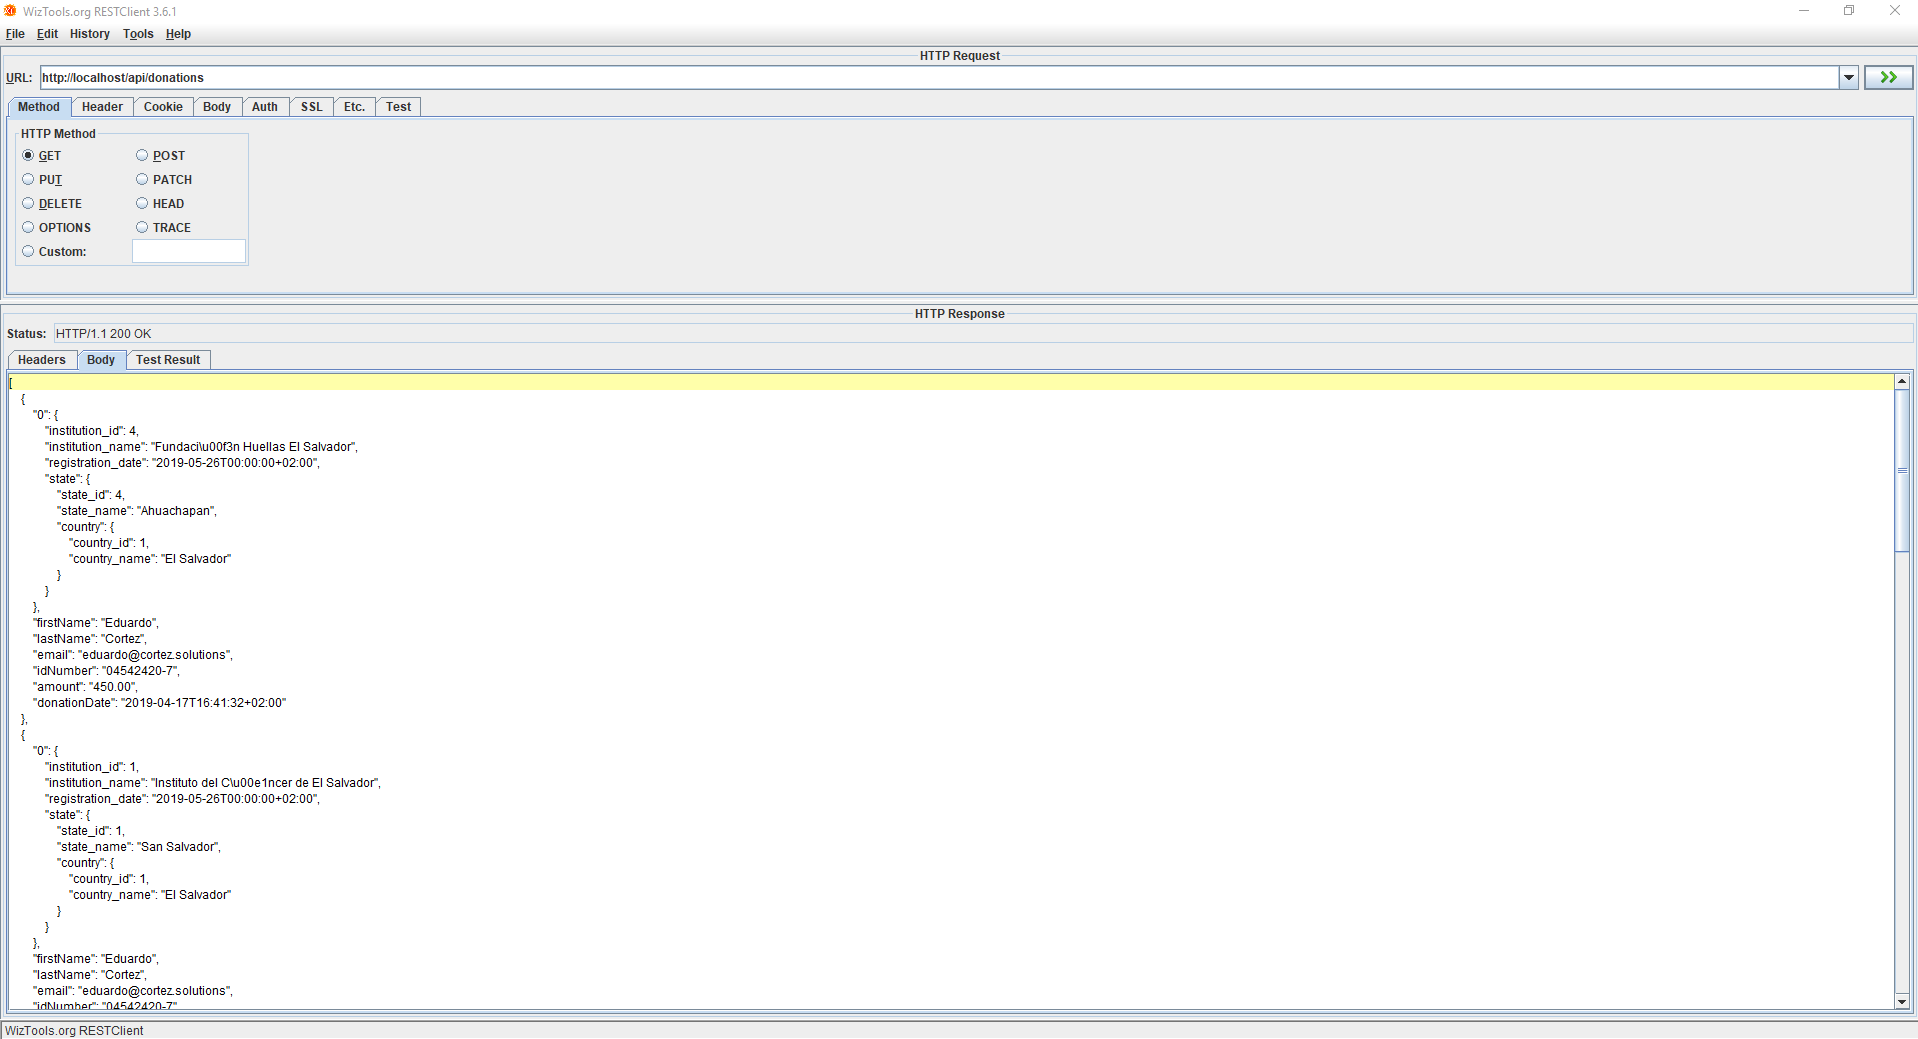 WizTools.org RESTClient 3.6.1
File Edit History Tools Help
HTTP Request
URL: http://localhost/api/donations
Method Header Cookie Body Auth SSL Etc. Test
HTTP Method
GET POST
PUT PATCH
DELETE HEAD
OPTIONS TRACE
Custom:
HTTP Response
Status: HTTP/1.1 200 OK
Headers Body Test Result
[
{
"0": {
"institution_id": 4,
"institution_name": "Fundaci\u00f3n Huellas El Salvador",
"registration_date": "2019-05-26T00:00:00+02:00",
"state": {
"state_id": 4,
"state_name": "Ahuachapan",
"country": {
"country_id": 1,
"country_name": "El Salvador"
}
}
},
"firstName": "Eduardo",
"lastName": "Cortez",
"email": "eduardo@cortez.solutions",
"idNumber": "04542420-7",
"amount": "450.00",
"donationDate": "2019-04-17T16:41:32+02:00"
},
{
"0": {
"institution_id": 1,
"institution_name": "Instituto del C\u00e1ncer de El Salvador",
"registration_date": "2019-05-26T00:00:00+02:00",
"state": {
"state_id": 1,
"state_name": "San Salvador",
"country": {
"country_id": 1,
"country_name": "El Salvador"
}
}
},
"firstName": "Eduardo",
"lastName": "Cortez",
"email": "eduardo@cortez.solutions",
"idNumber": "04542420-7"
WizTools.org RESTClient